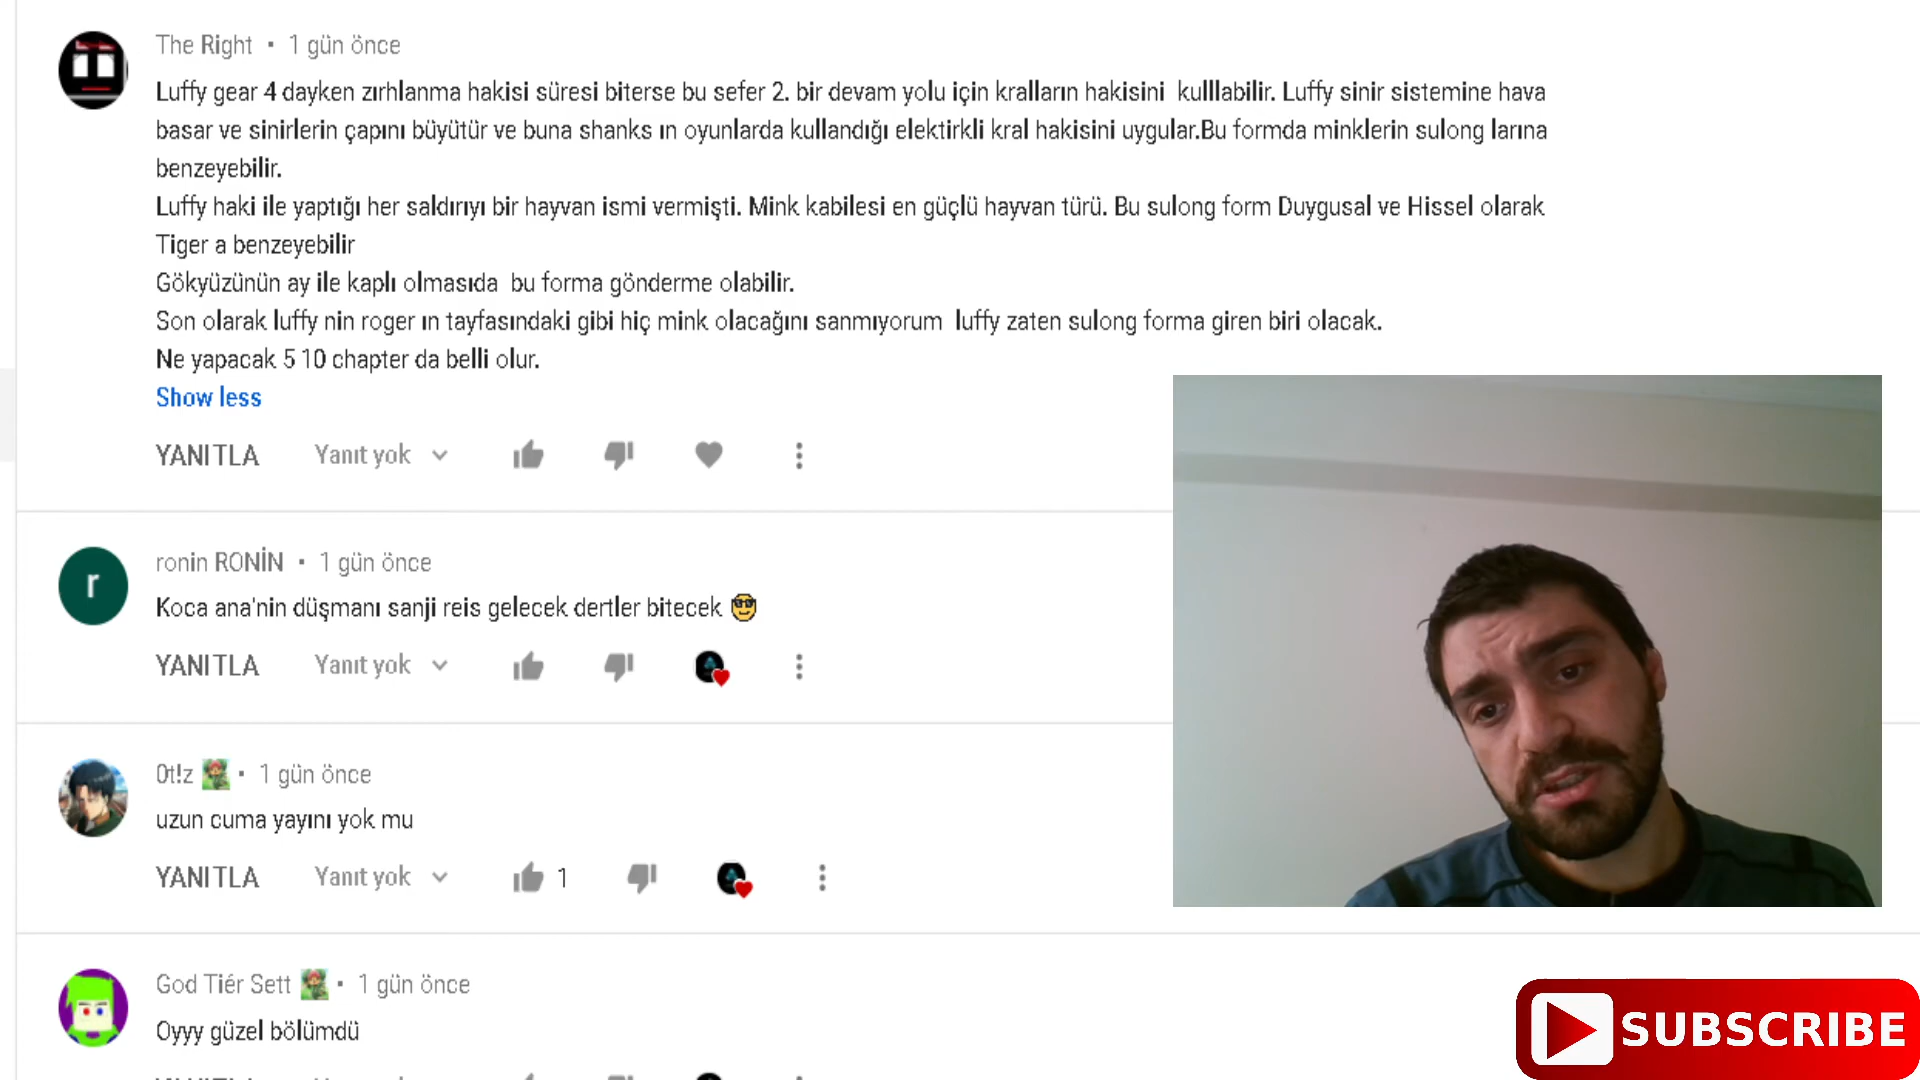 The Right • 1 gün önce
Luffy gear 4 dayken zırhlanma hakisi süresi biterse bu sefer 2. bir devam yolu için kralların hakisini kulllabilir. Luffy sinir sistemine hava
basar ve sinirlerin çapını büyütür ve buna shanks ın oyunlarda kullandığı elektirkli kral hakisini uygular.Bu formda minklerin sulong larına
benzeyebilir.
Luffy haki ile yaptığı her saldırıyı bir hayvan ismi vermişti. Mink kabilesi en güçlü hayvan türü. Bu sulong form Duygusal ve Hissel olarak
Tiger a benzeyebilir
Gökyüzünün ay ile kaplı olmasıda bu forma gönderme olabilir.
Son olarak luffy nin roger ın tayfasındaki gibi hiç mink olacağını sanmıyorum luffy zaten sulong forma giren biri olacak.
Ne yapacak 5 10 chapter da belli olur.
Show less
YANITLA Yanıt yok
r
ronin RONİN • 1 gün önce
Koca ana'nin düşmanı sanji reis gelecek dertler bitecek 😎
YANITLA Yanıt yok
0t!z • 1 gün önce
uzun cuma yayını yok mu
YANITLA Yanıt yok 1
God Tiér Sett • 1 gün önce
Oyyy güzel bölümdü
SUBSCRIBE